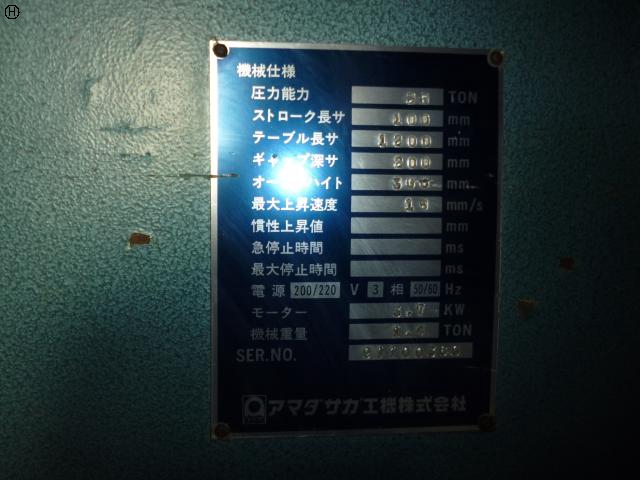 H
機械仕様
圧力能力 TON
ストローク長サ 100 mm
テーブル長サ 1200 mm
ギャップ深サ 200 mm
オー ハイト mm
最大上昇速度 mm/s
慣性上昇値 mm
急停止時間 ms
最大停止時間 ms
電源 200/220 V 3 相 50/60 Hz
モーター KW
機械重量 TON
SER.NO.
アマダサカ工機株式会社